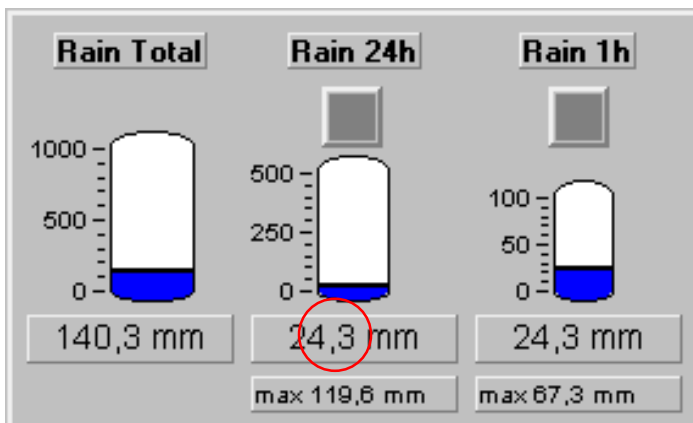 Rain Total
Rain 24h
Rain 1h
1000
500
0
500
250
0
100
50
0
140,3 mm
24,3 mm
24,3 mm
max 119,6 mm
max 67,3 mm